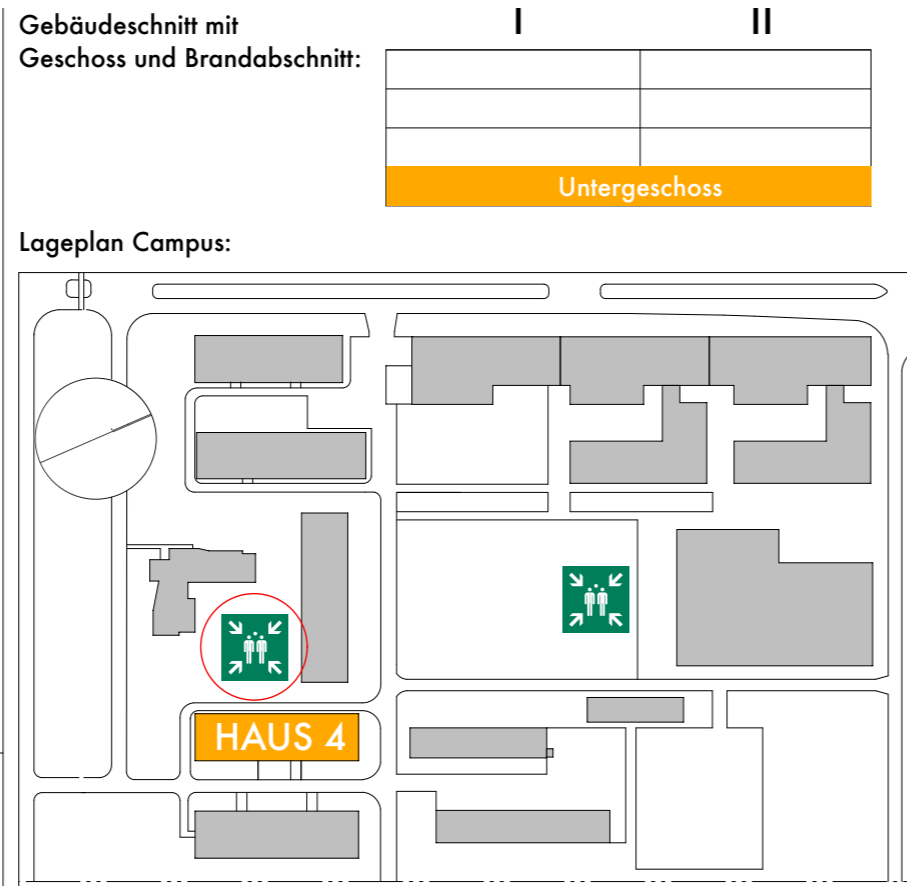 Gebäudeschnitt mit
Geschoss und Brandabschnitt:
I II
Untergeschoss
Lageplan Campus:
HAUS 4